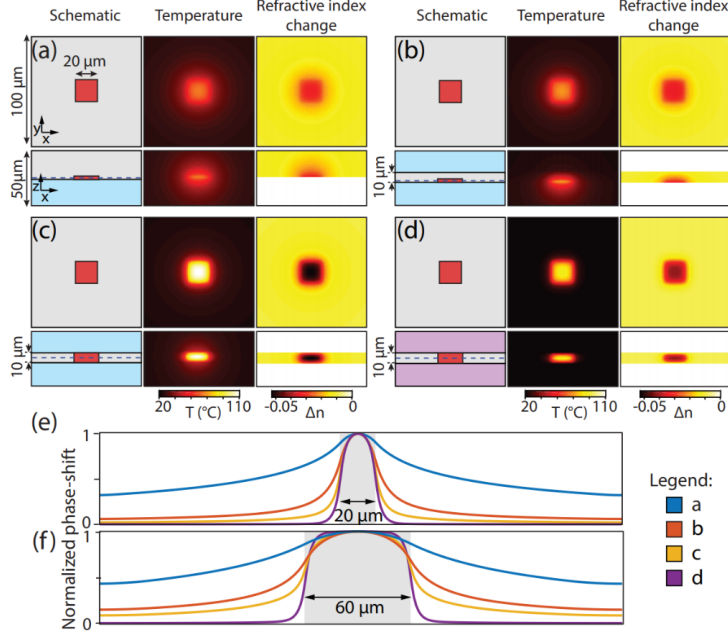 Schematic Temperature Refractive index change Schematic Temperature Refractive index change
(a) (b)
20 μm
100 μm
y
x
50 μm
z
x
10 μm
(c) (d)
10 μm
10 μm
20 T (°C) 110 -0.05 Δn 0 20 T (°C) 110 -0.05 Δn 0
(e)
Normalized phase-shift
1
0
20 μm
(f)
1
0
60 μm
Legend:
a
b
c
d